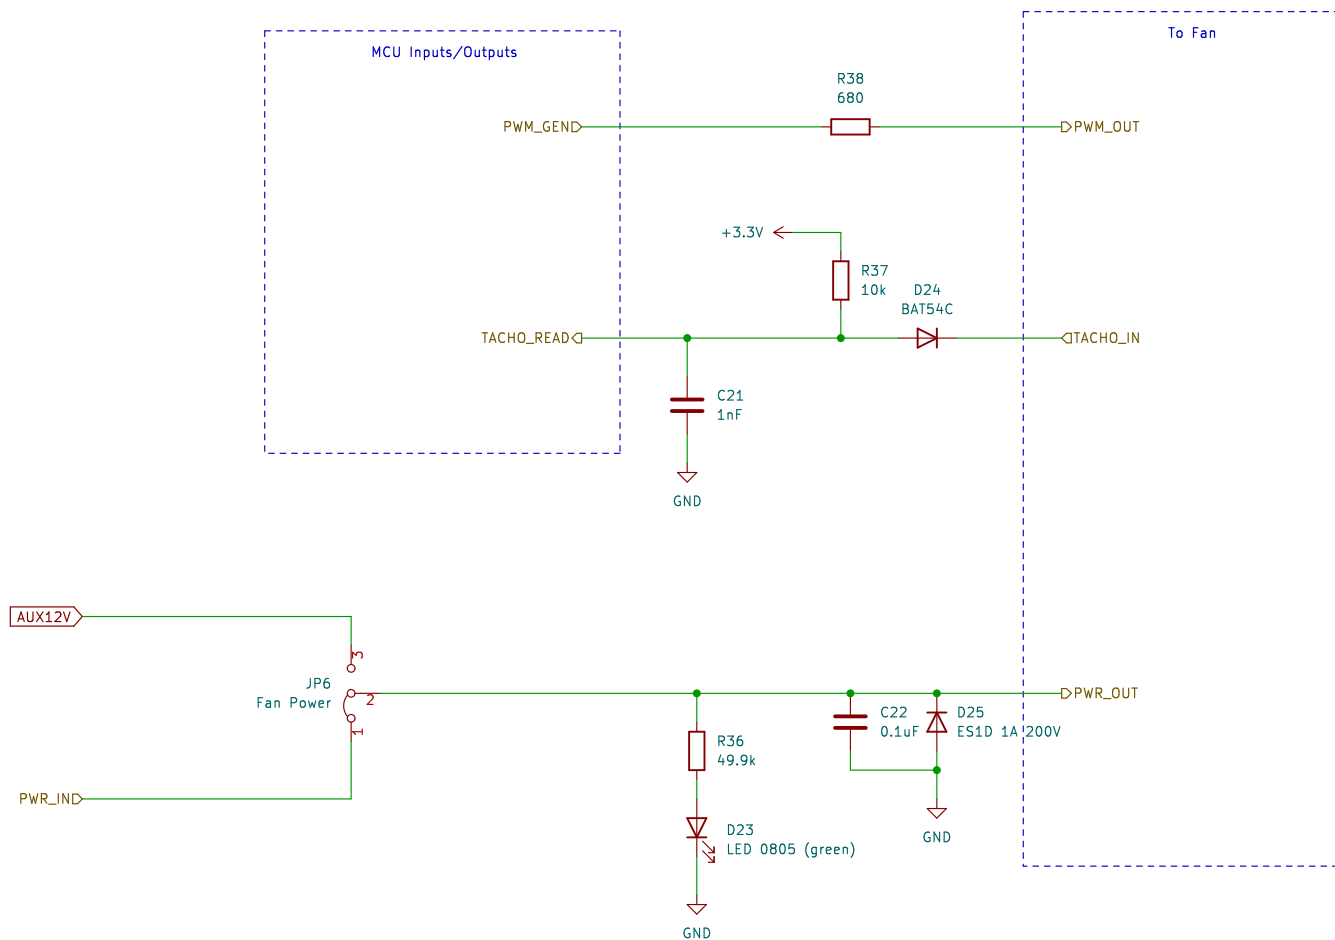 MCU Inputs/Outputs
To Fan
R38
680
PWM_GEN
PWM_OUT
+3.3V
R37
10k
D24
BAT54C
TACHO_READ
TACHO_IN
C21
1nF
GND
AUX12V
3
JP6
Fan Power
2
1
PWR_OUT
C22
0.1uF
D25
ES1D 1A 200V
R36
49.9k
PWR_IN
D23
LED 0805 (green)
GND
GND